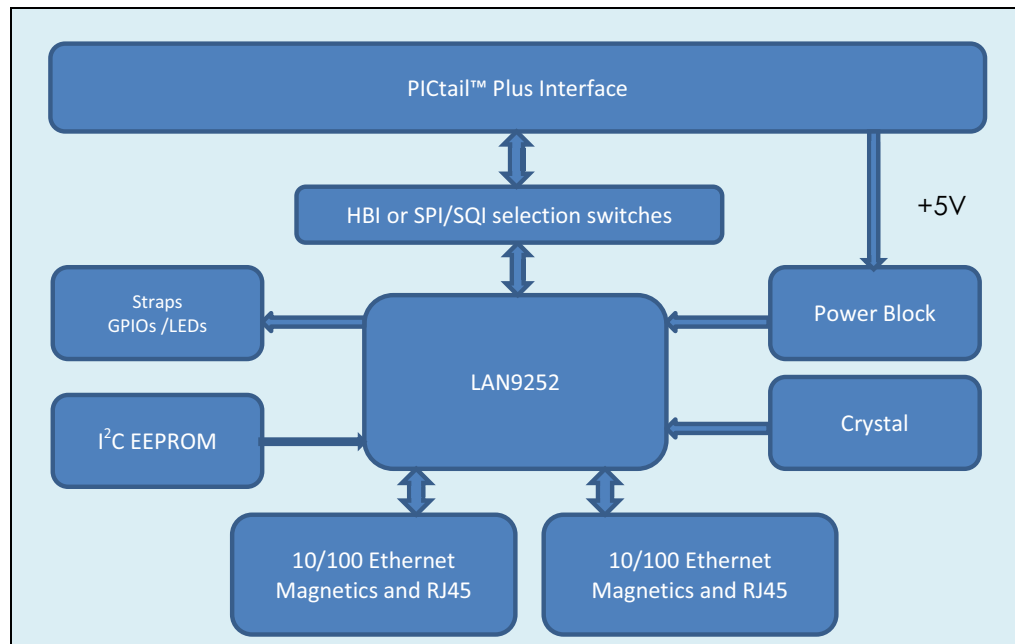 PICtail™ Plus Interface
HBI or SPI/SQI selection switches
+5V
Straps
GPIOs /LEDs
Power Block
LAN9252
I²C EEPROM
Crystal
10/100 Ethernet
Magnetics and RJ45
10/100 Ethernet
Magnetics and RJ45